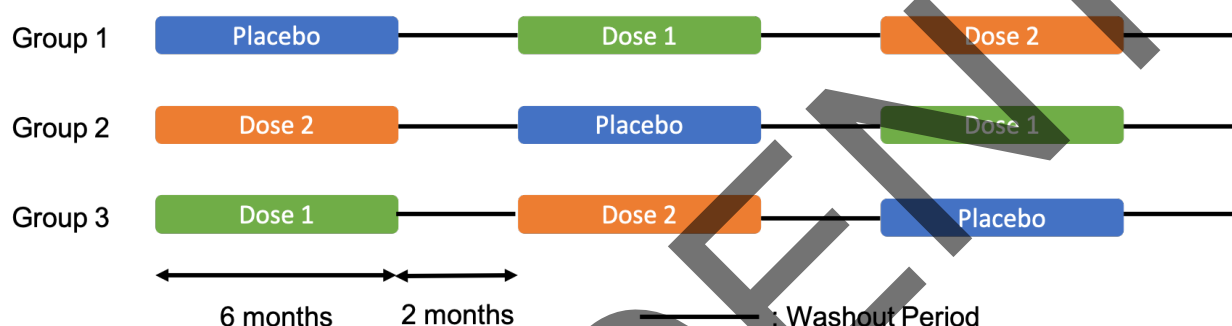 Group 1 Placebo Dose 1 Dose 2
Group 2 Dose 2 Placebo Dose 1
Group 3 Dose 1 Dose 2 Placebo
6 months 2 months : Washout Period